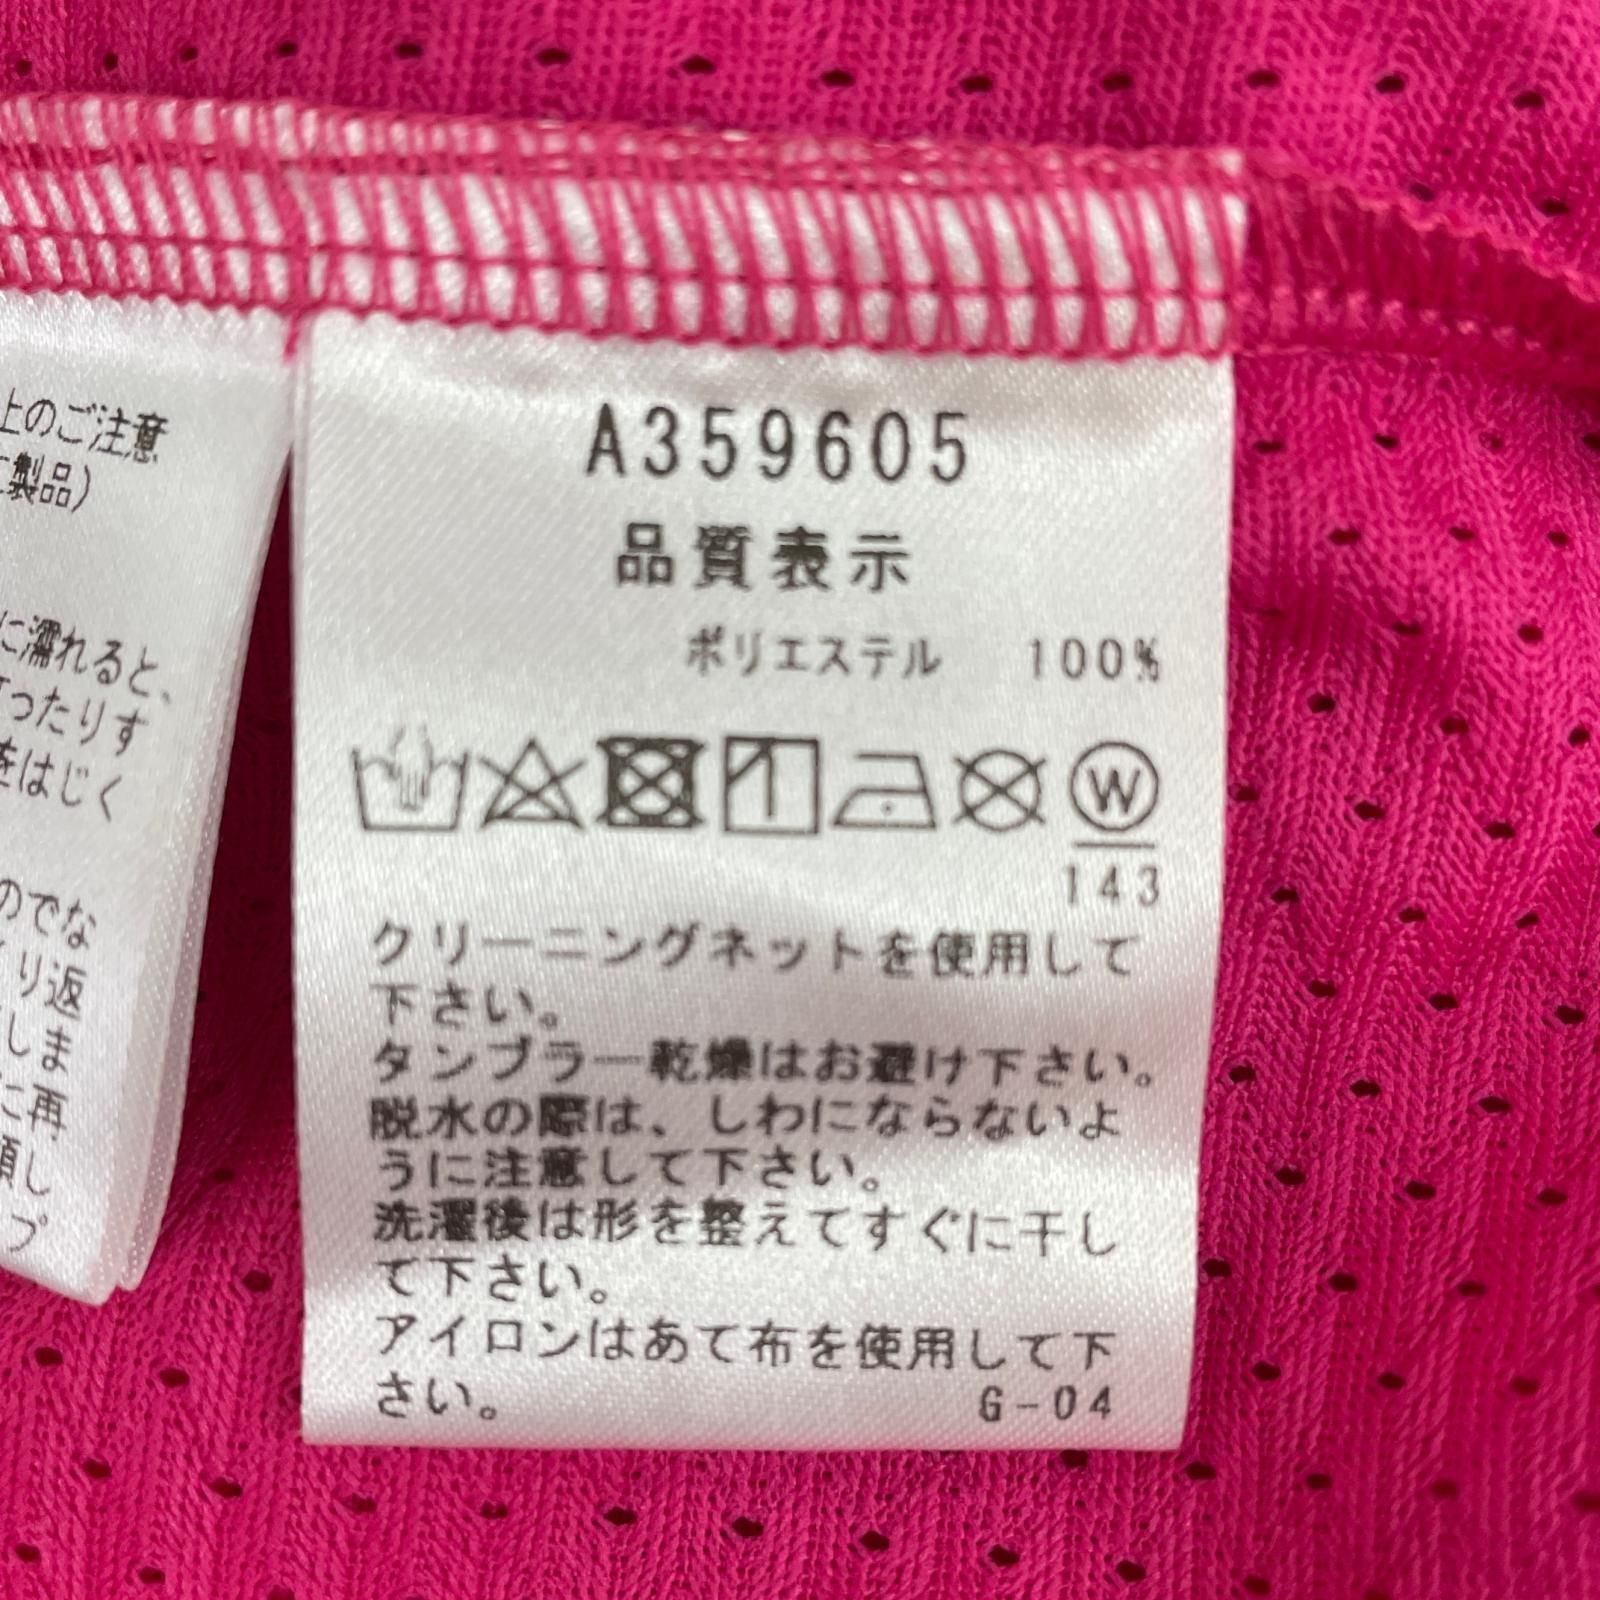 上のご注意
製品)
に濡れると、
ったりす
をはじく
のでな
り返
しま
に再
し
プ
A359605
品質表示
ポリエステル 100%
W
143
クリーニングネットを使用して
下さい。
タンブラー乾燥はお避け下さい。
脱水の際は、しわにならないよ
うに注意して下さい。
洗濯後は形を整えてすぐに干し
て下さい。
アイロンはあて布を使用して下
さい。
G-04